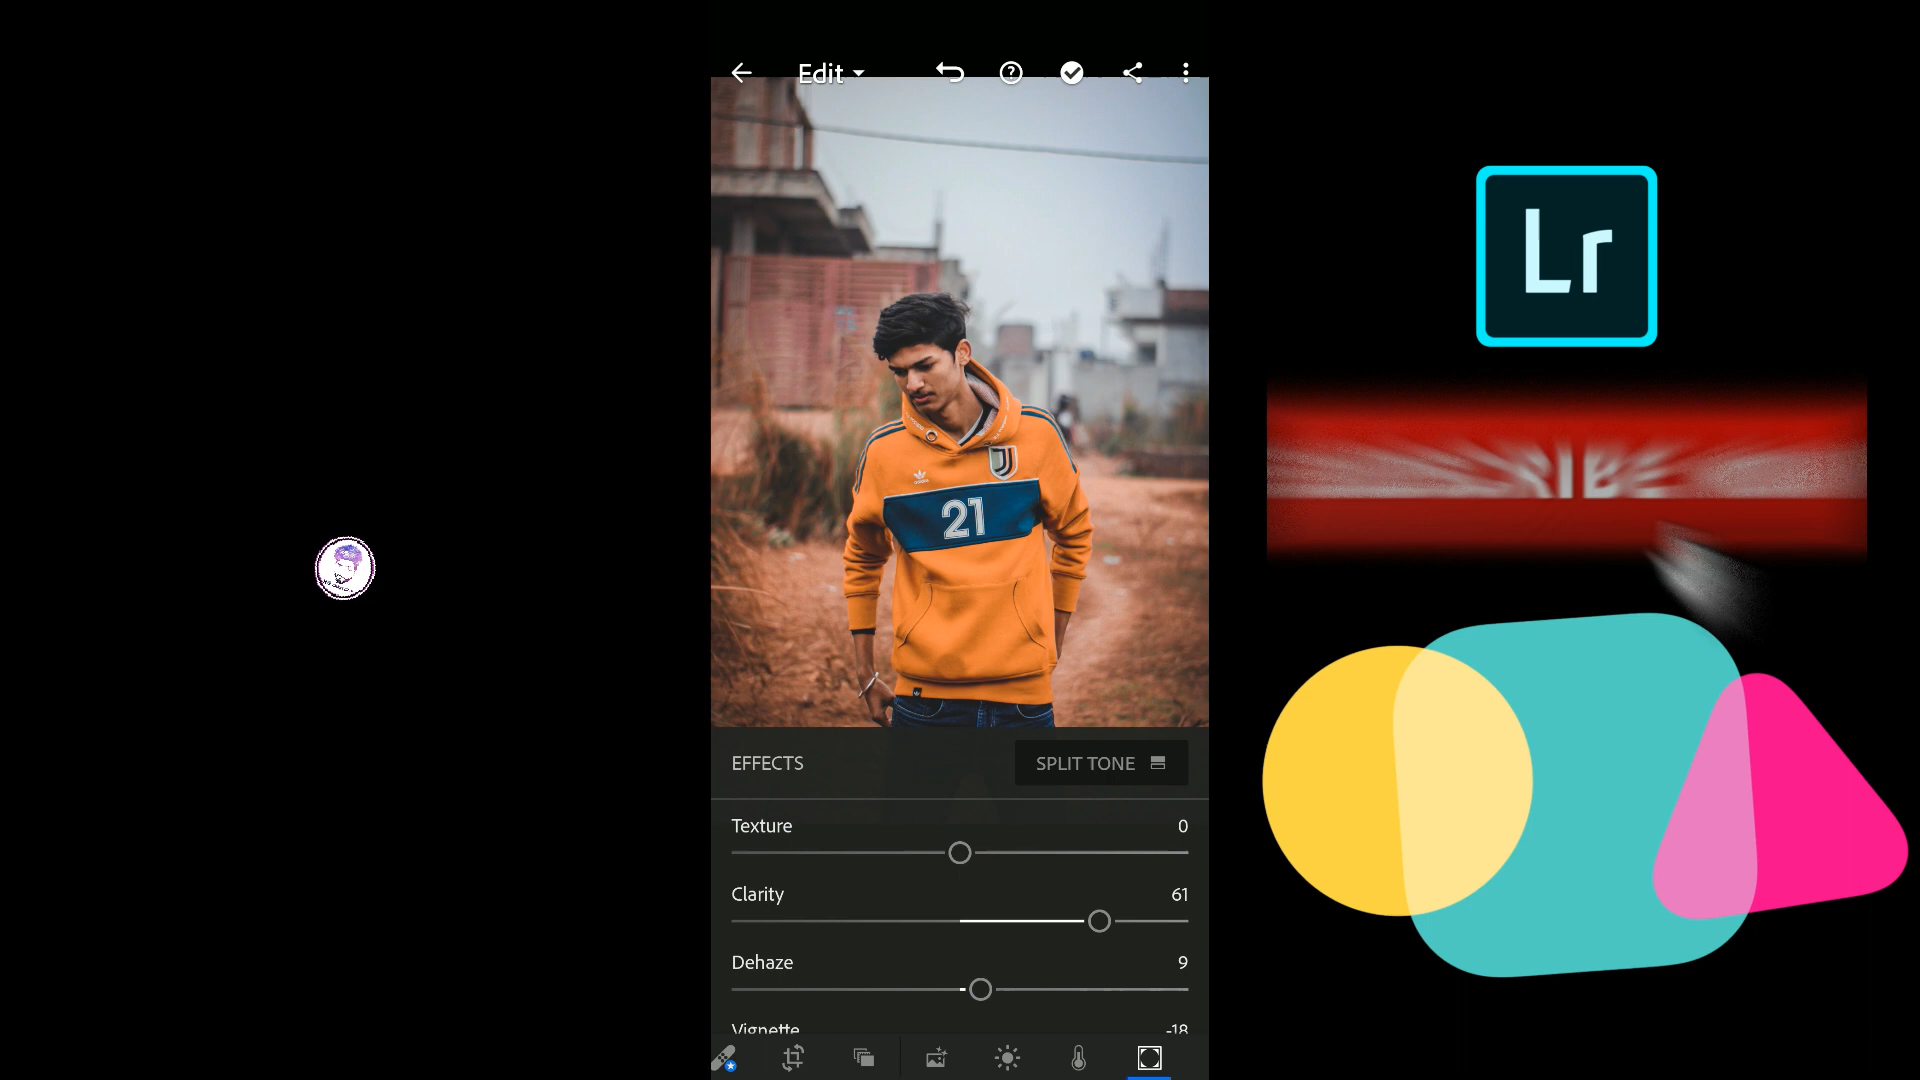 Edit
21
EFFECTS
SPLIT TONE
Texture
0
Clarity
61
Dehaze
9
Vignette
-18
Lr